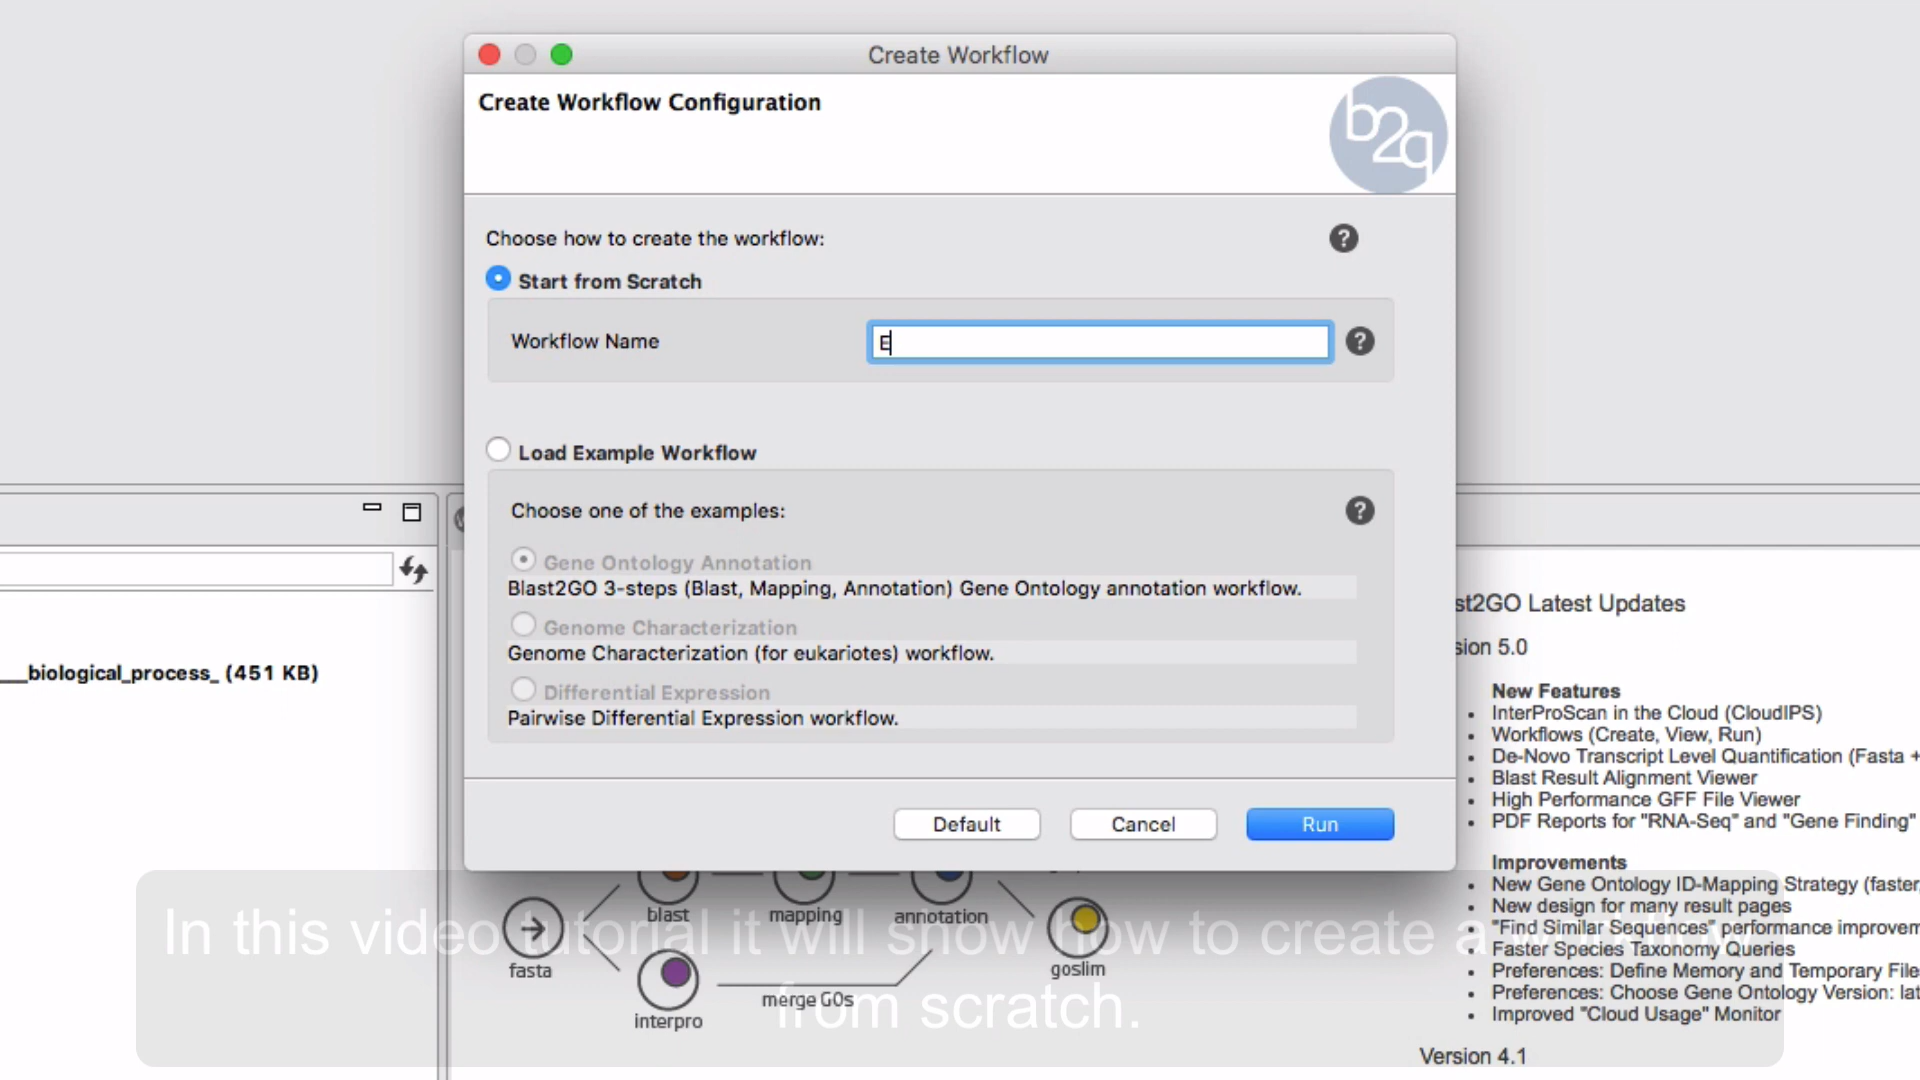 Create Workflow
Create Workflow Configuration
b2g
Choose how to create the workflow:
?
Start from Scratch
Workflow Name
E
?
Load Example Workflow
Choose one of the examples:
?
Gene Ontology Annotation
Blast2GO 3-steps (Blast, Mapping, Annotation) Gene Ontology annotation workflow.
Genome Characterization
Genome Characterization (for eukariotes) workflow.
Differential Expression
Pairwise Differential Expression workflow.
Default
Cancel
Run
___biological_process_ (451 KB)
st2GO Latest Updates
sion 5.0
New Features
InterProScan in the Cloud (CloudIPS)
Workflows (Create, View, Run)
De-Novo Transcript Level Quantification (Fasta +
Blast Result Alignment Viewer
High Performance GFF File Viewer
PDF Reports for "RNA-Seq" and "Gene Finding"
Improvements
New Gene Ontology ID-Mapping Strategy (faster,
New design for many result pages
"Find Similar Sequences" performance improvem
Faster Species Taxonomy Queries
Preferences: Define Memory and Temporary File
Preferences: Choose Gene Ontology Version: lat
Improved "Cloud Usage" Monitor
Version 4.1
blast
mapping
annotation
fasta
goslim
interpro
merge GOs
In this video tutorial it will show how to create a workflow
from scratch.